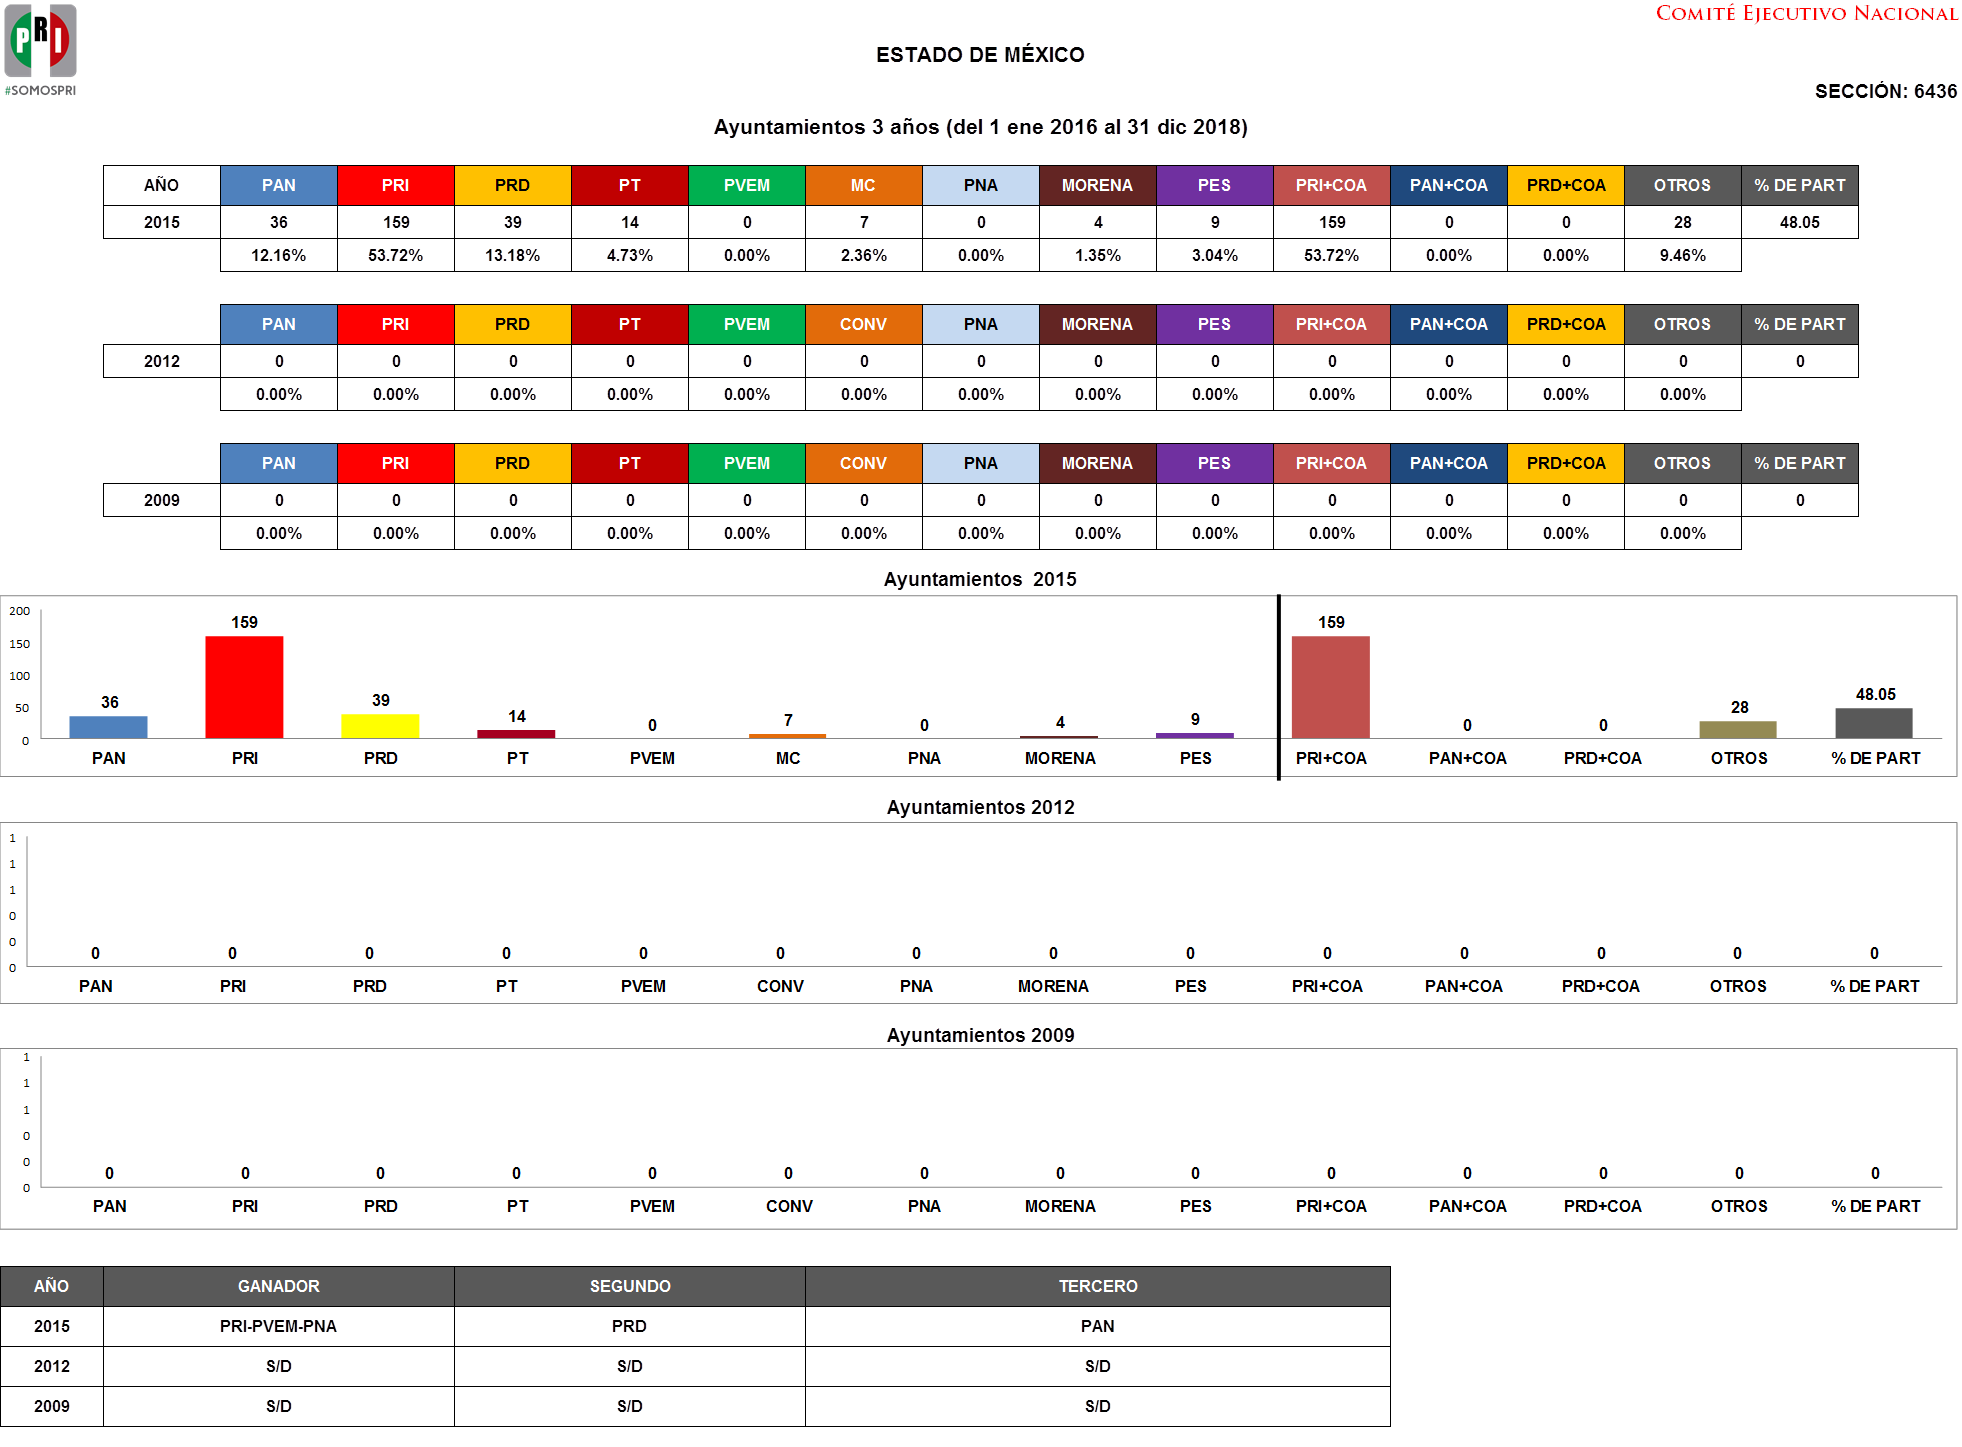 PRI
#SOMOSPRI
COMITÉ EJECUTIVO NACIONAL
ESTADO DE MÉXICO
SECCIÓN: 6436
Ayuntamientos 3 años (del 1 ene 2016 al 31 dic 2018)
AÑO PAN PRI PRD PT PVEM MC PNA MORENA PES PRI+COA PAN+COA PRD+COA OTROS % DE PART
2015 36 159 39 14 0 7 0 4 9 159 0 0 28 48.05
12.16% 53.72% 13.18% 4.73% 0.00% 2.36% 0.00% 1.35% 3.04% 53.72% 0.00% 0.00% 9.46%
PAN PRI PRD PT PVEM CONV PNA MORENA PES PRI+COA PAN+COA PRD+COA OTROS % DE PART
2012 0 0 0 0 0 0 0 0 0 0 0 0 0 0
0.00% 0.00% 0.00% 0.00% 0.00% 0.00% 0.00% 0.00% 0.00% 0.00% 0.00% 0.00% 0.00%
PAN PRI PRD PT PVEM CONV PNA MORENA PES PRI+COA PAN+COA PRD+COA OTROS % DE PART
2009 0 0 0 0 0 0 0 0 0 0 0 0 0 0
0.00% 0.00% 0.00% 0.00% 0.00% 0.00% 0.00% 0.00% 0.00% 0.00% 0.00% 0.00% 0.00%
Ayuntamientos 2015
200
150
100
50
0
36 159 39 14 0 7 0 4 9 159 0 0 28 48.05
PAN PRI PRD PT PVEM MC PNA MORENA PES PRI+COA PAN+COA PRD+COA OTROS % DE PART
Ayuntamientos 2012
1
1
1
0
0
0
0 0 0 0 0 0 0 0 0 0 0 0 0 0
PAN PRI PRD PT PVEM CONV PNA MORENA PES PRI+COA PAN+COA PRD+COA OTROS % DE PART
Ayuntamientos 2009
1
1
1
0
0
0
0 0 0 0 0 0 0 0 0 0 0 0 0 0
PAN PRI PRD PT PVEM CONV PNA MORENA PES PRI+COA PAN+COA PRD+COA OTROS % DE PART
AÑO GANADOR SEGUNDO TERCERO
2015 PRI-PVEM-PNA PRD PAN
2012 S/D S/D S/D
2009 S/D S/D S/D